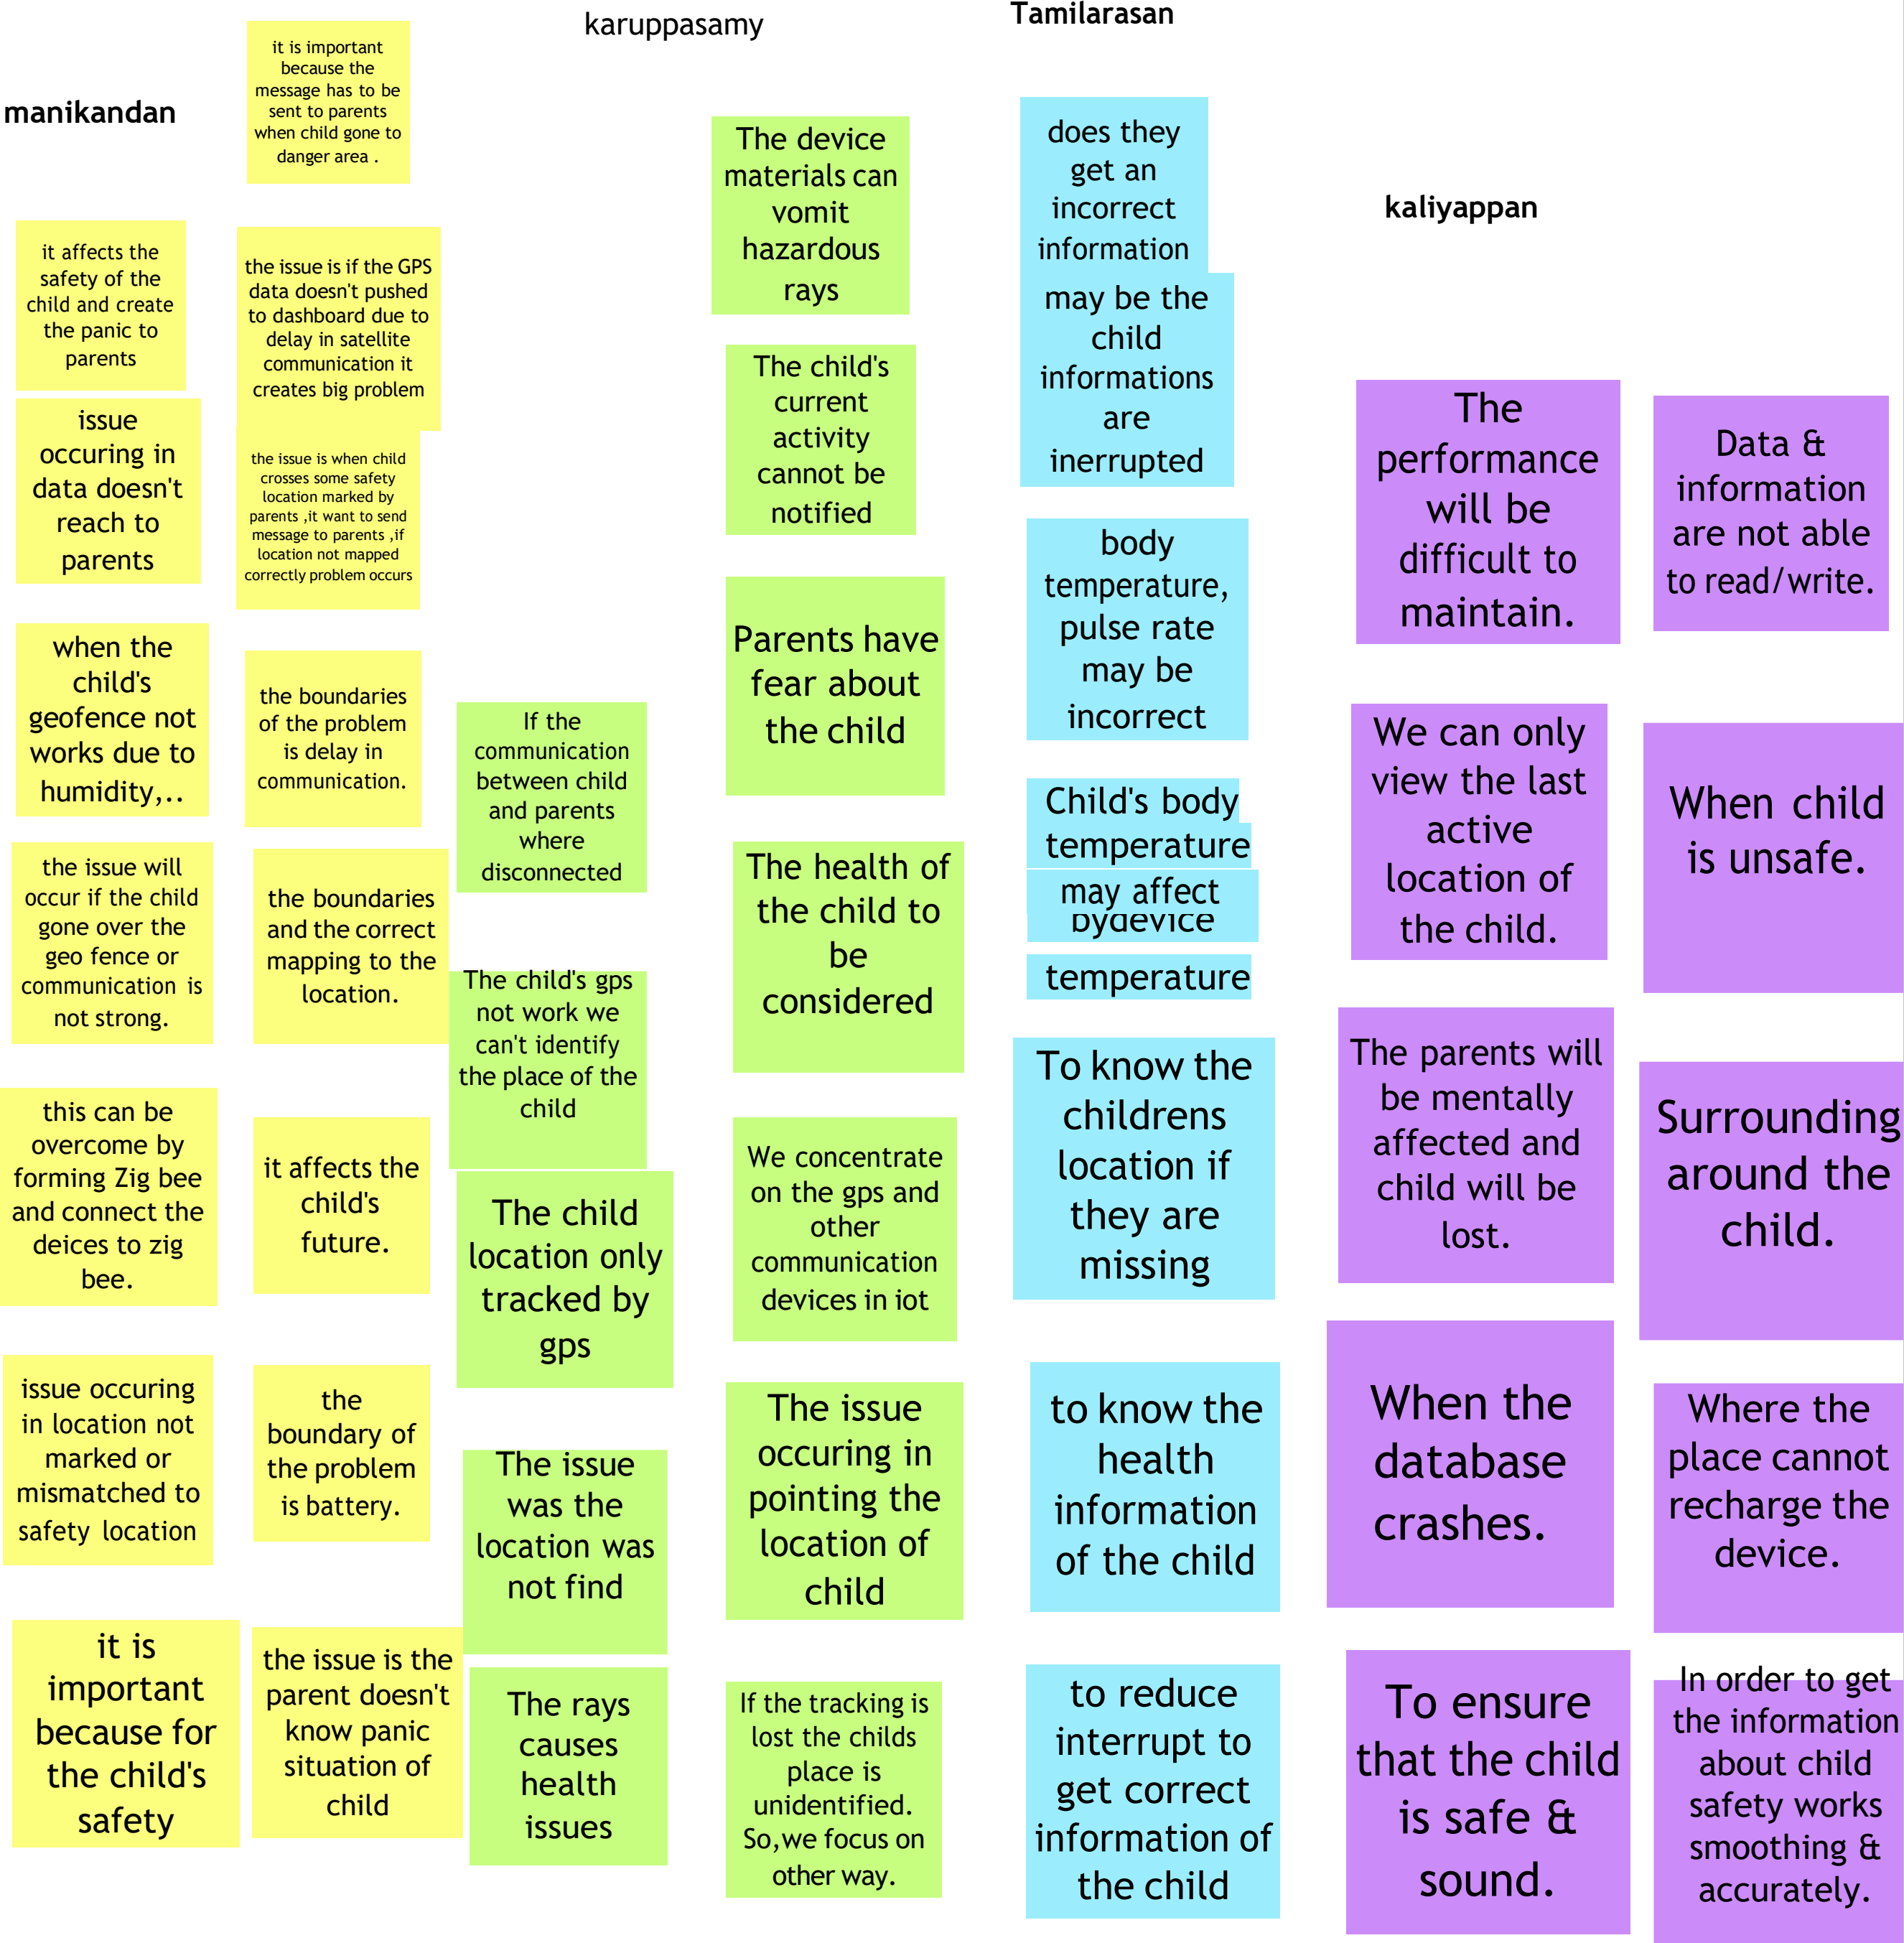 manikandan
it is important
because the
message has to be
sent to parents
when child gone to
danger area .
it affects the
safety of the
child and create
the panic to
parents
the issue is if the GPS
data doesn't pushed
to dashboard due to
delay in satellite
communication it
creates big problem
issue
occuring in
data doesn't
reach to
parents
the issue is when child
crosses some safety
location marked by
parents ,it want to send
message to parents ,if
location not mapped
correctly problem occurs
when the
child's
geofence not
works due to
humidity,..
the boundaries
of the problem
is delay in
communication.
the issue will
occur if the child
gone over the
geo fence or
communication is
not strong.
the boundaries
and the correct
mapping to the
location.
this can be
overcome by
forming Zig bee
and connect the
deices to zig
bee.
it affects the
child's
future.
issue occuring
in location not
marked or
mismatched to
safety location
the
boundary of
the problem
is battery.
it is
important
because for
the child's
safety
the issue is the
parent doesn't
know panic
situation of
child
karuppasamy
The device
materials can
vomit
hazardous
rays
The child's
current
activity
cannot be
notified
Parents have
fear about
the child
If the
communication
between child
and parents
where
disconnected
The health of
the child to
be
considered
The child's gps
not work we
can't identify
the place of the
child
We concentrate
on the gps and
other
communication
devices in iot
The child
location only
tracked by
gps
The issue
occuring in
pointing the
location of
child
The issue
was the
location was
not find
The rays
causes
health
issues
If the tracking is
lost the childs
place is
unidentified.
So,we focus on
other way.
Tamilarasan
does they
get an
incorrect
information
may be the
child
informations
are
inerrupted
body
temperature,
pulse rate
may be
incorrect
Child's body
temperature
may affect
bydevice
temperature
To know the
childrens
location if
they are
missing
to know the
health
information
of the child
to reduce
interrupt to
get correct
information of
the child
kaliyappan
The
performance
will be
difficult to
maintain.
Data &
information
are not able
to read/write.
We can only
view the last
active
location of
the child.
When child
is unsafe.
The parents will
be mentally
affected and
child will be
lost.
Surrounding
around the
child.
When the
database
crashes.
Where the
place cannot
recharge the
device.
To ensure
that the child
is safe &
sound.
In order to get
the information
about child
safety works
smoothing &
accurately.